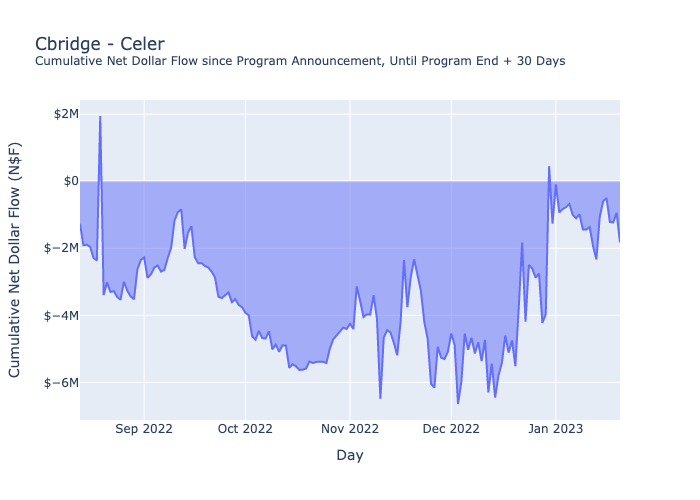 Cbridge - Celer
Cumulative Net Dollar Flow since Program Announcement, Until Program End + 30 Days
Cumulative Net Dollar Flow (N$F)
$2M
$0
$−2M
$−4M
$−6M
Sep 2022
Oct 2022
Nov 2022
Dec 2022
Jan 2023
Day